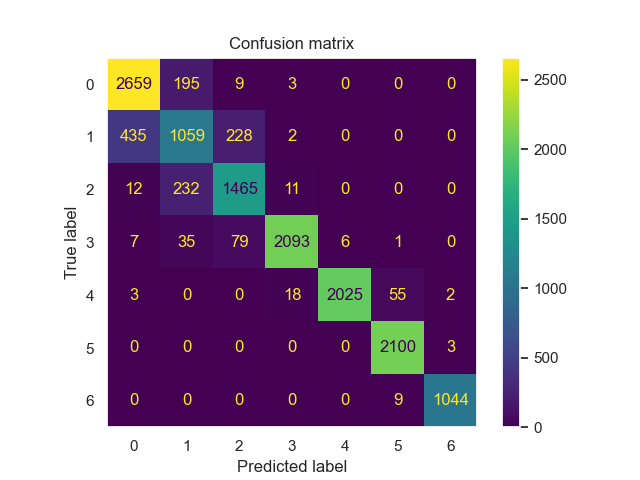 Confusion matrix
0 2659 195 9 3 0 0 0
1 435 1059 228 2 0 0 0
2 12 232 1465 11 0 0 0
3 7 35 79 2093 6 1 0
4 3 0 0 18 2025 55 2
5 0 0 0 0 0 2100 3
6 0 0 0 0 0 9 1044
0 1 2 3 4 5 6
Predicted label
True label
2500
2000
1500
1000
500
0